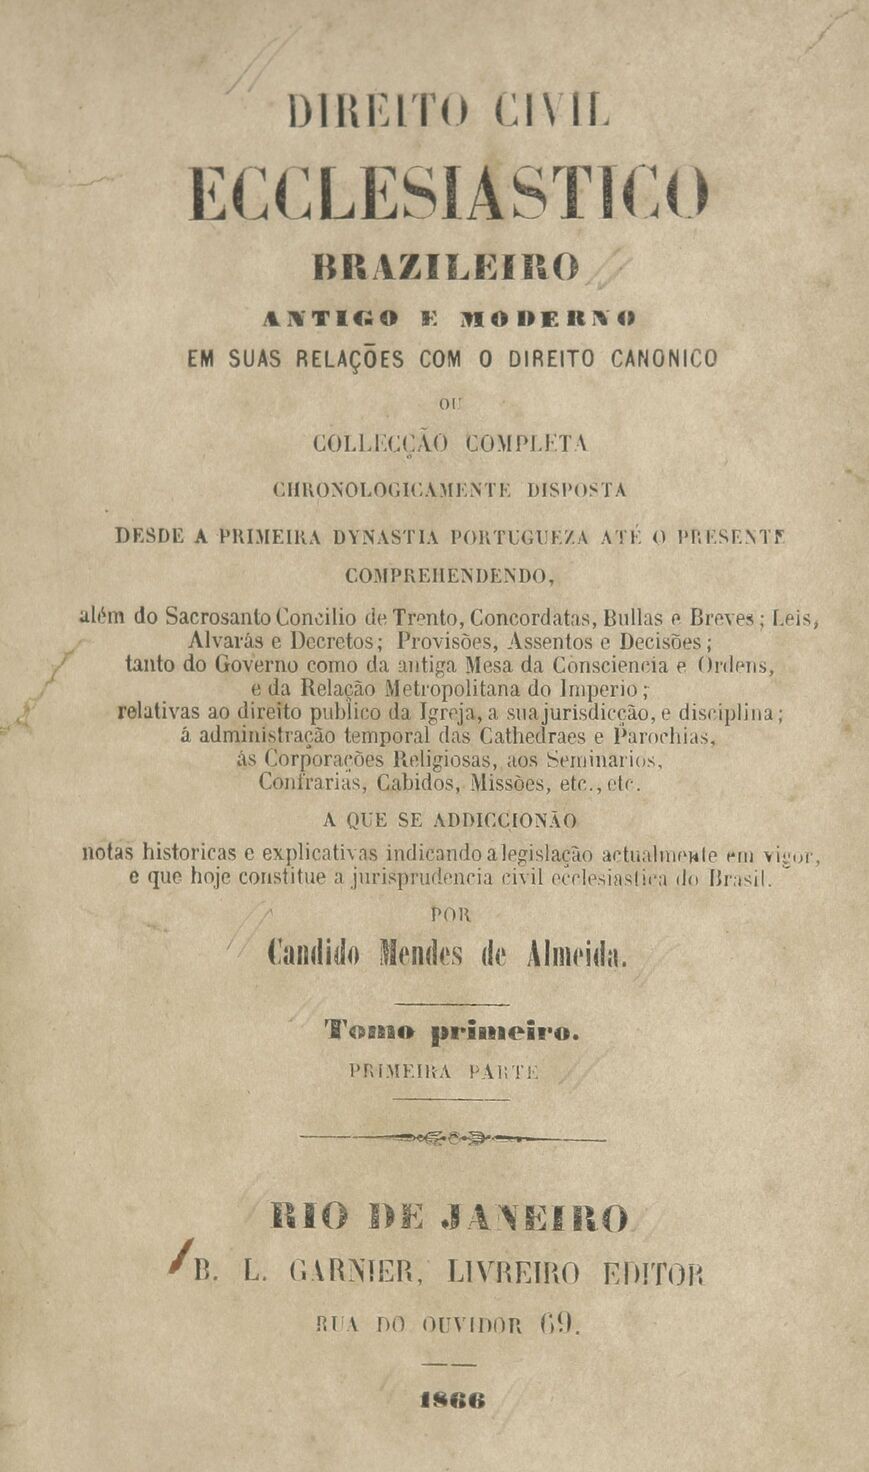 DIREITO CIVIL
ECCLESIASTICO
BRAZILEIRO
ANTIGO E MODERNO
EM SUAS RELAÇÕES COM O DIREITO CANONICO
OU
COLLECÇÃO COMPLETA
CHRONOLOGICAMENTE DISPOSTA
DESDE A PRIMEIRA DYNASTIA PORTUGUEZA ATÉ O PRESENTE
COMPREHENDENDO,
além do Sacrosanto Concilio de Trento, Concordatas, Bullas e Breves; Leis,
Alvarás e Decretos; Provisões, Assentos e Decisões;
tanto do Governo como da antiga Mesa da Consciencia e Ordens,
e da Relação Metropolitana do Imperio;
relativas ao direito publico da Igreja, a sua jurisdicção, e disciplina;
á administração temporal das Cathedraes e Parochias,
ás Corporações Religiosas, aos Seminarios,
Confrarias, Cabidos, Missões, etc., etc.
A QUE SE ADDICCIONÃO
notas historicas e explicativas indicando a legislação actualmente em vigor,
e que hoje constitue a jurisprudencia civil ecclesiastica do Brasil.
POR
Candido Mendes de Almeida.
Tomo primeiro.
PRIMEIRA PARTE
RIO DE JANEIRO
B. L. GARNIER, LIVREIRO EDITOR
RUA DO OUVIDOR 69.
1866